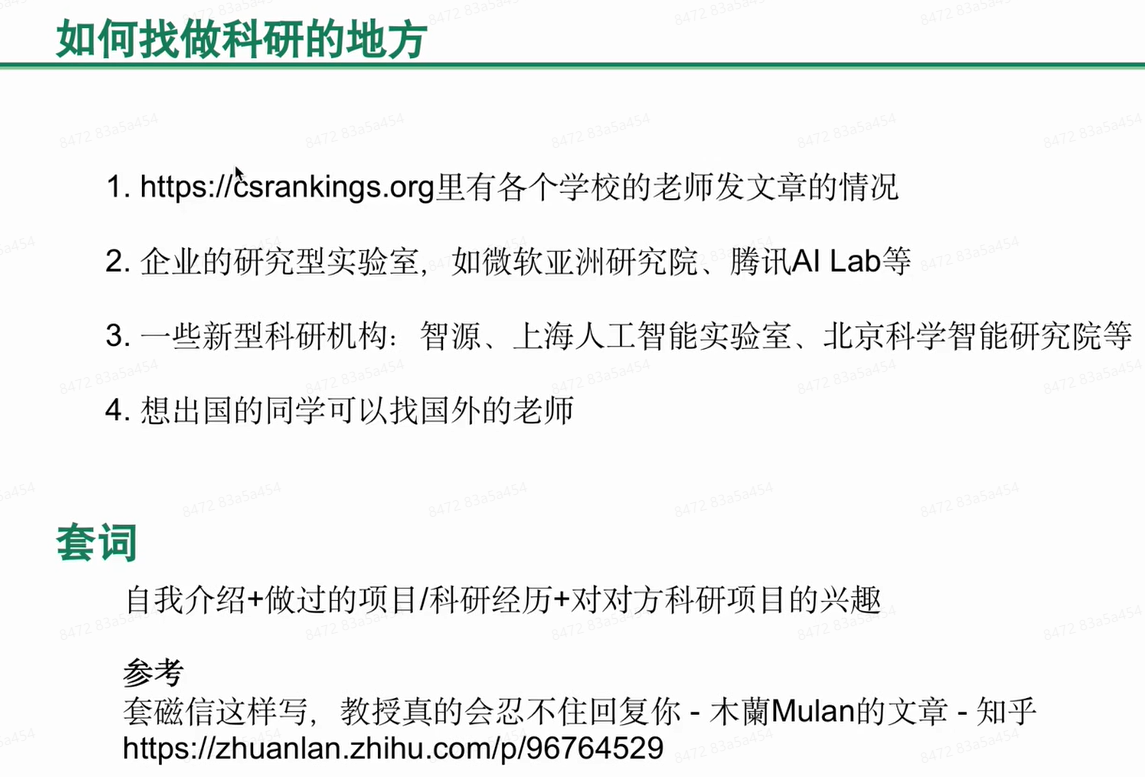 如何找做科研的地方
1. https://csrankings.org里有各个学校的老师发文章的情况
2. 企业的研究型实验室，如微软亚洲研究院、腾讯AI Lab等
3. 一些新型科研机构：智源、上海人工智能实验室、北京科学智能研究院等
4. 想出国的同学可以找国外的老师
套词
自我介绍+做过的项目/科研经历+对对方科研项目的兴趣
参考
套磁信这样写，教授真的会忍不住回复你 - 木蘭Mulan的文章 - 知乎
https://zhuanlan.zhihu.com/p/96764529
8472 83a5a454